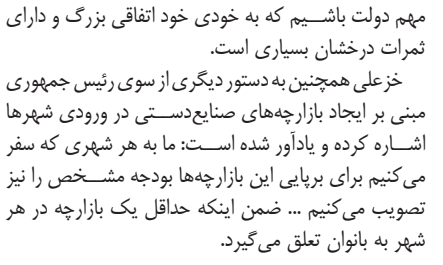 مهم دولت باشیم که به خودی خود اتفاقی بزرگ و دارای
ثمرات درخشان بسیاری است.
خزعلی همچنین به دستور دیگری از سوی رئیس جمهوری
مبنی بر ایجاد بازارچه‌های صنایع‌دستی در ورودی شهرها
اشاره کرده و یادآور شده است: ما به هر شهری که سفر
می‌کنیم برای برپایی این بازارچه‌ها بودجه مشخص را نیز
تصویب می‌کنیم ... ضمن اینکه حداقل یک بازارچه در هر
شهر به بانوان تعلق می‌گیرد.